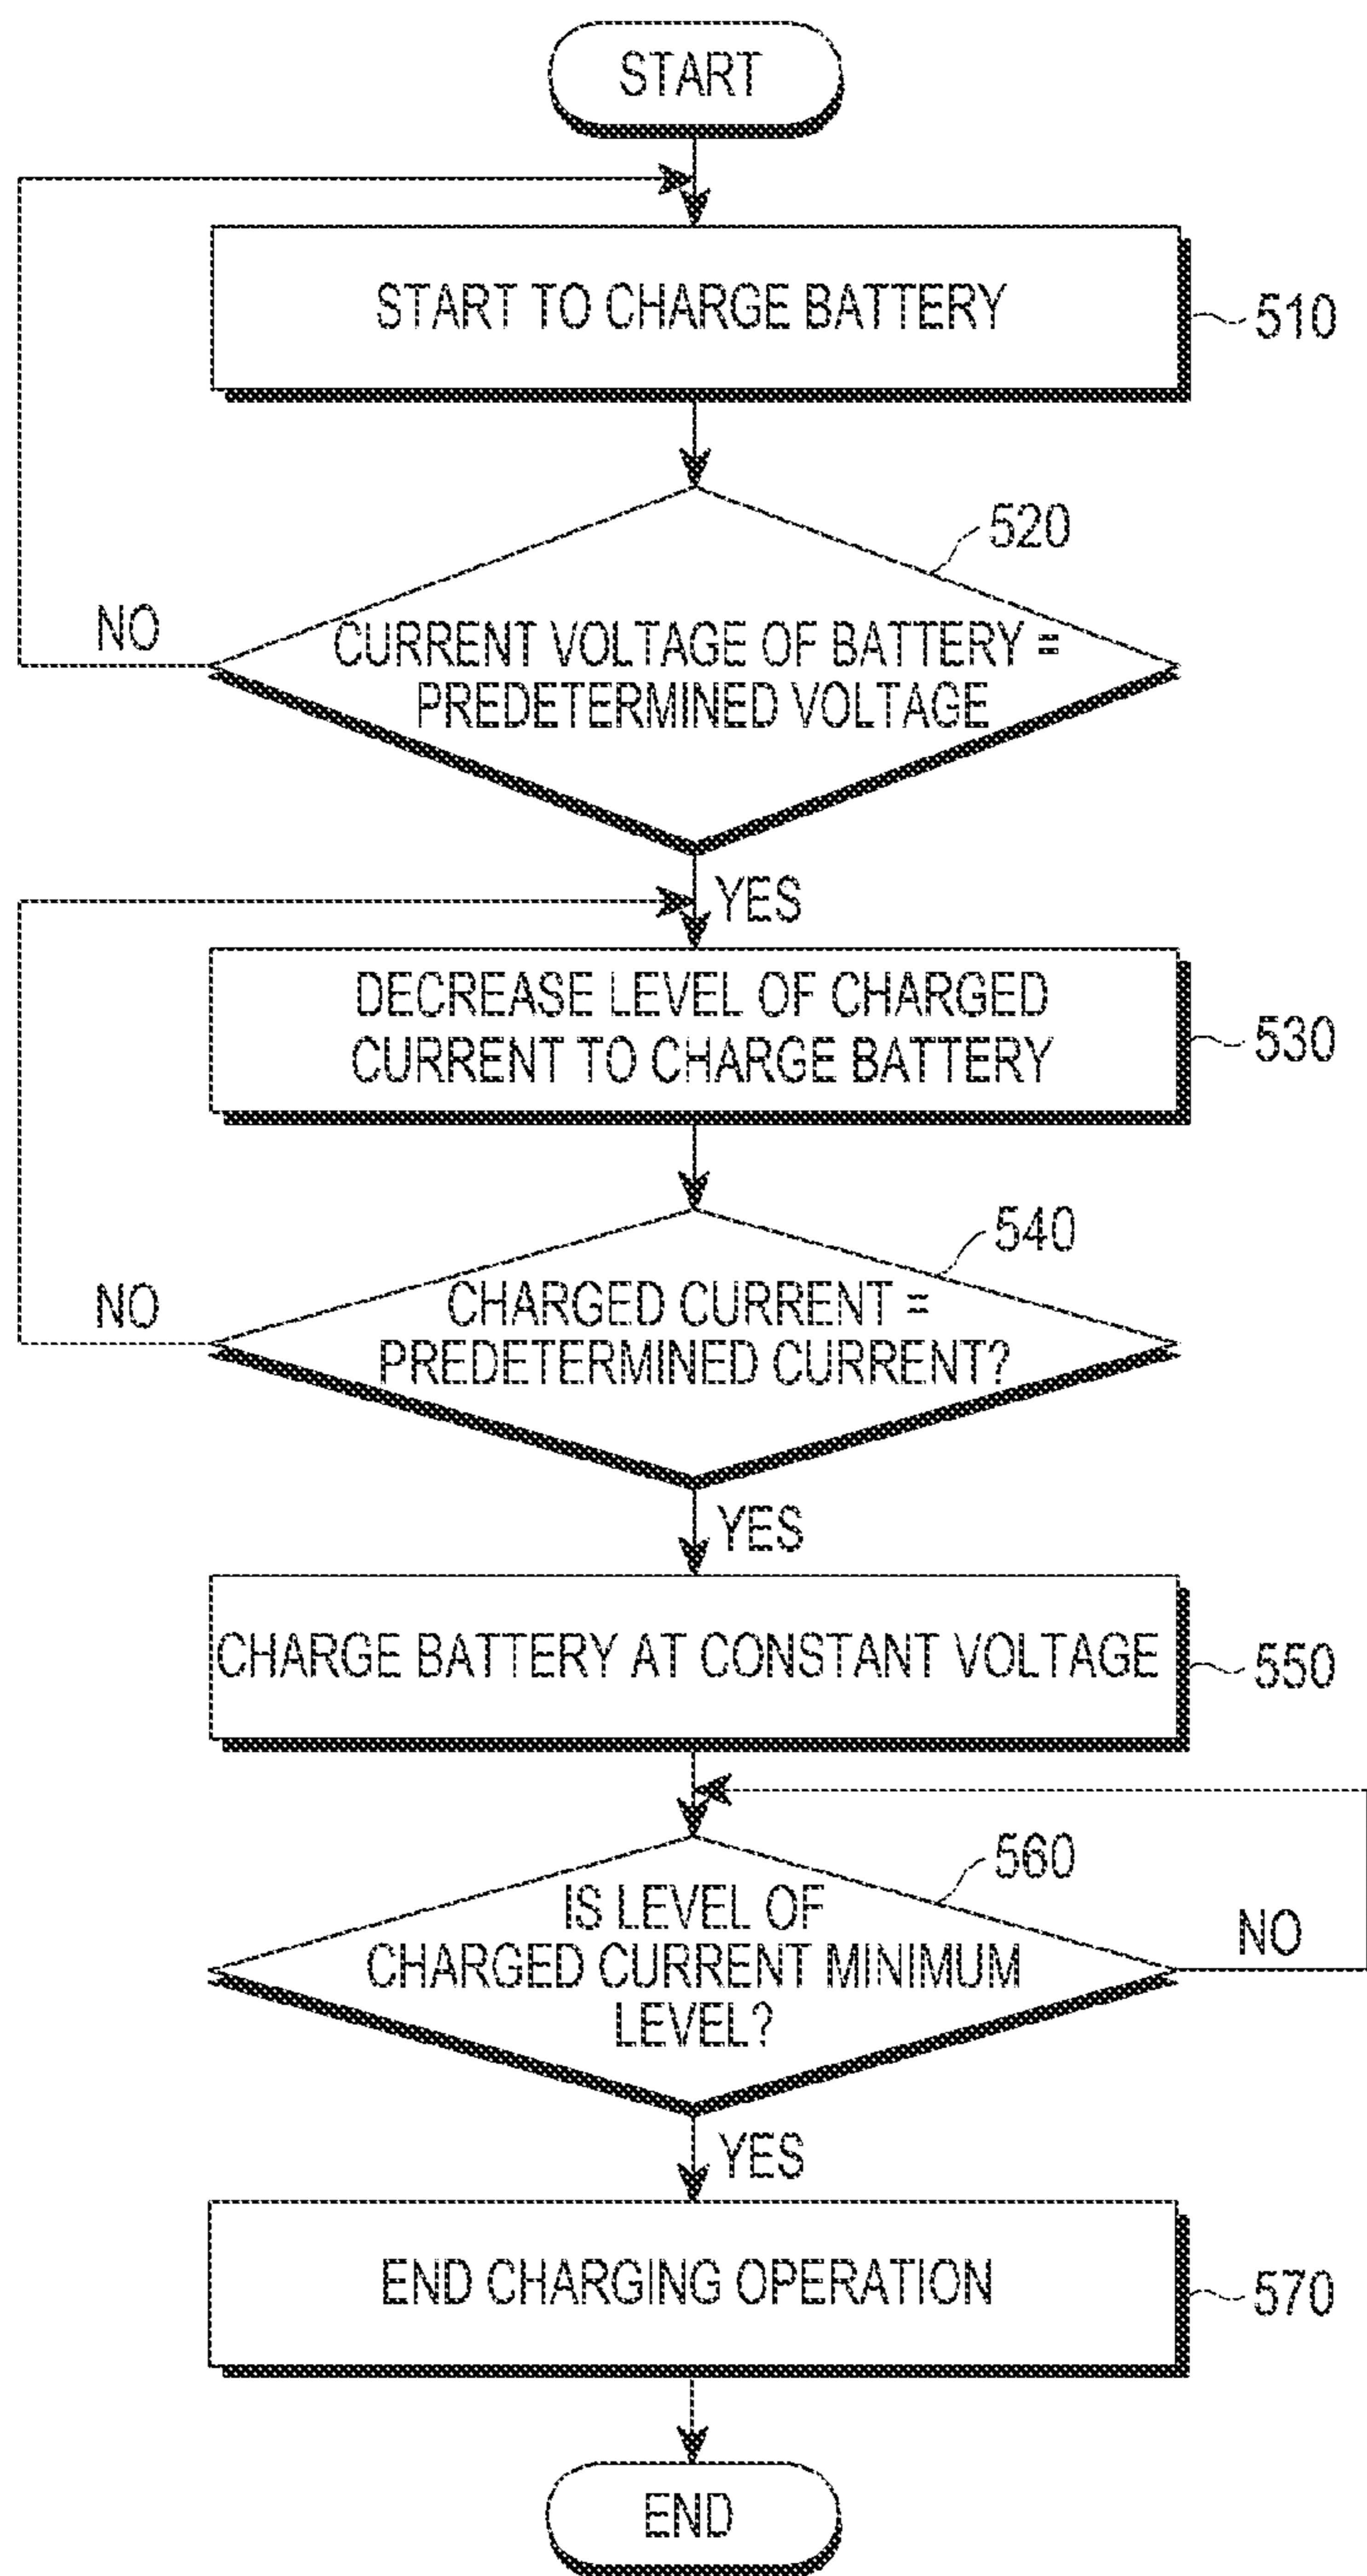 START
START TO CHARGE BATTERY
510
520
NO
CURRENT VOLTAGE OF BATTERY =
PREDETERMINED VOLTAGE
YES
DECREASE LEVEL OF CHARGED
CURRENT TO CHARGE BATTERY
530
540
NO
CHARGED CURRENT =
PREDETERMINED CURRENT?
YES
CHARGE BATTERY AT CONSTANT VOLTAGE
550
560
IS LEVEL OF
CHARGED CURRENT MINIMUM
LEVEL?
NO
YES
END CHARGING OPERATION
570
END